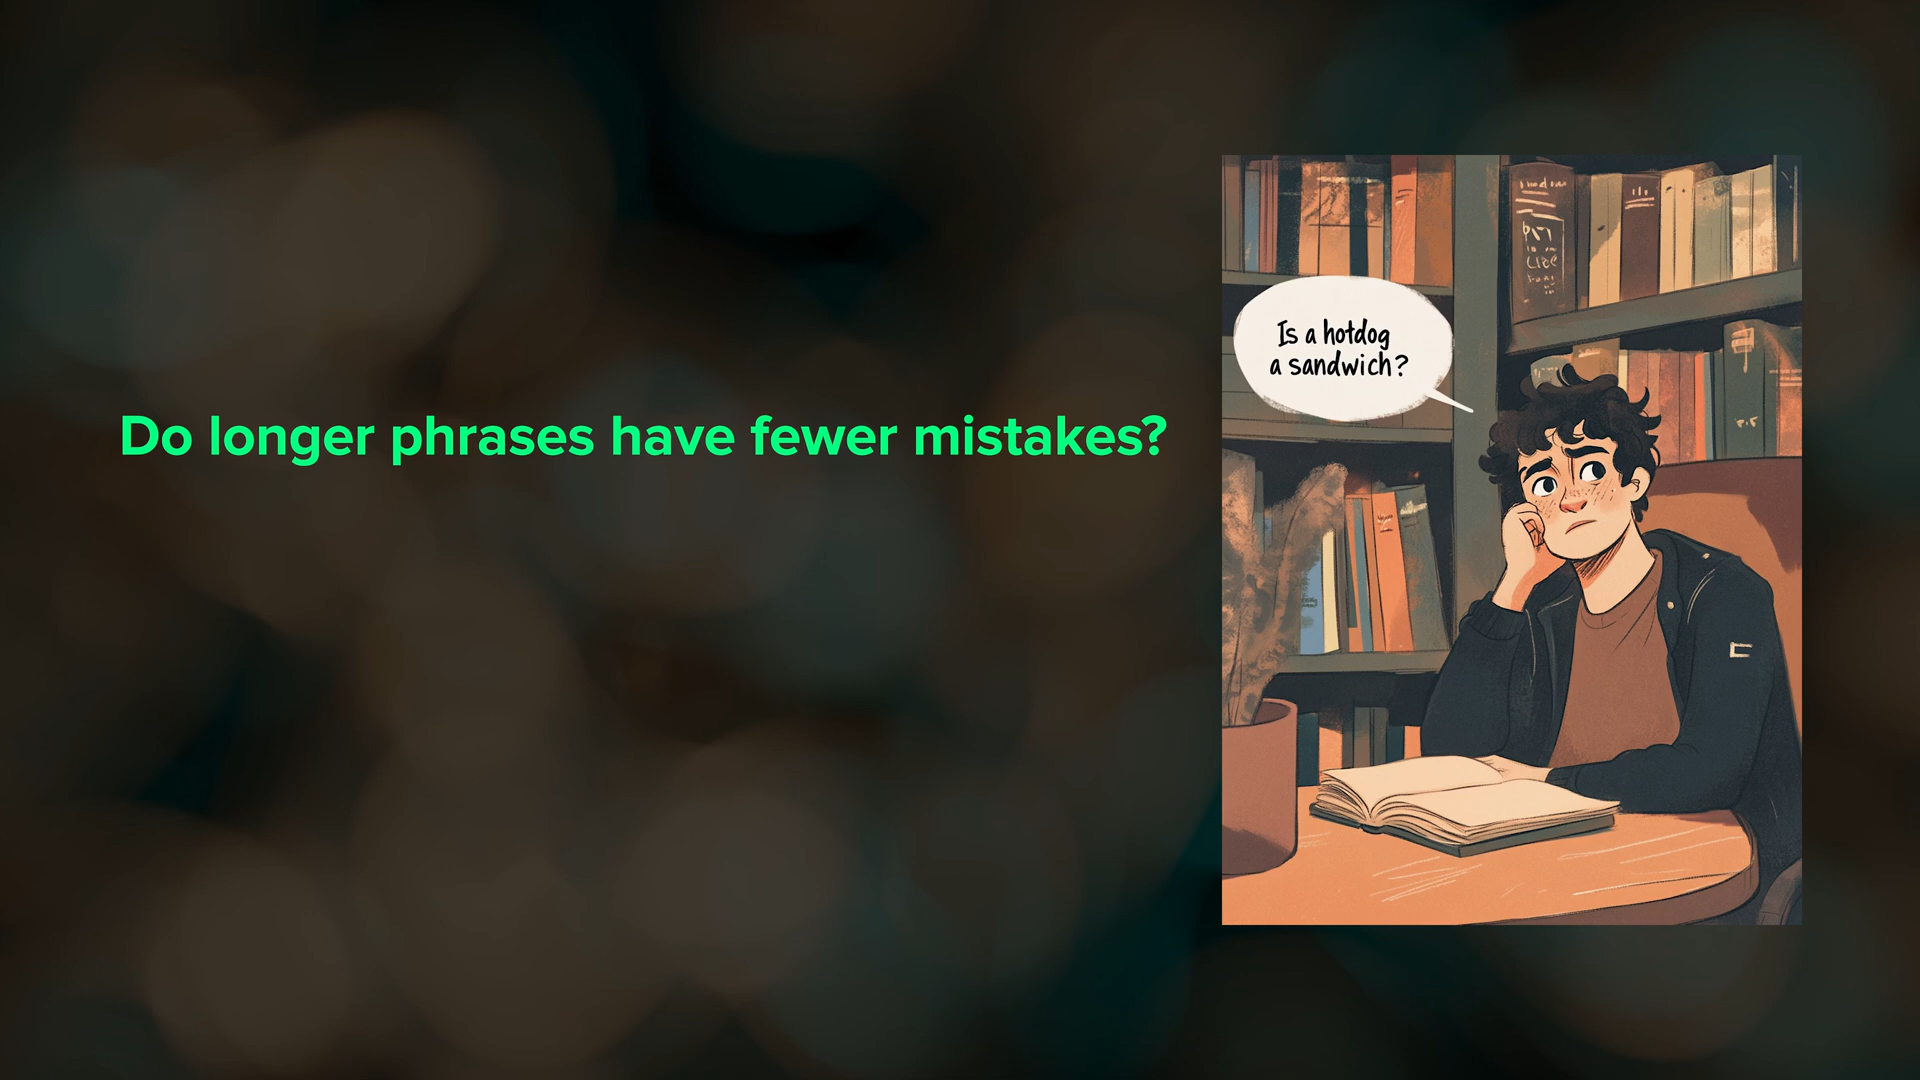 Do longer phrases have fewer mistakes?
Is a hotdog
a sandwich?